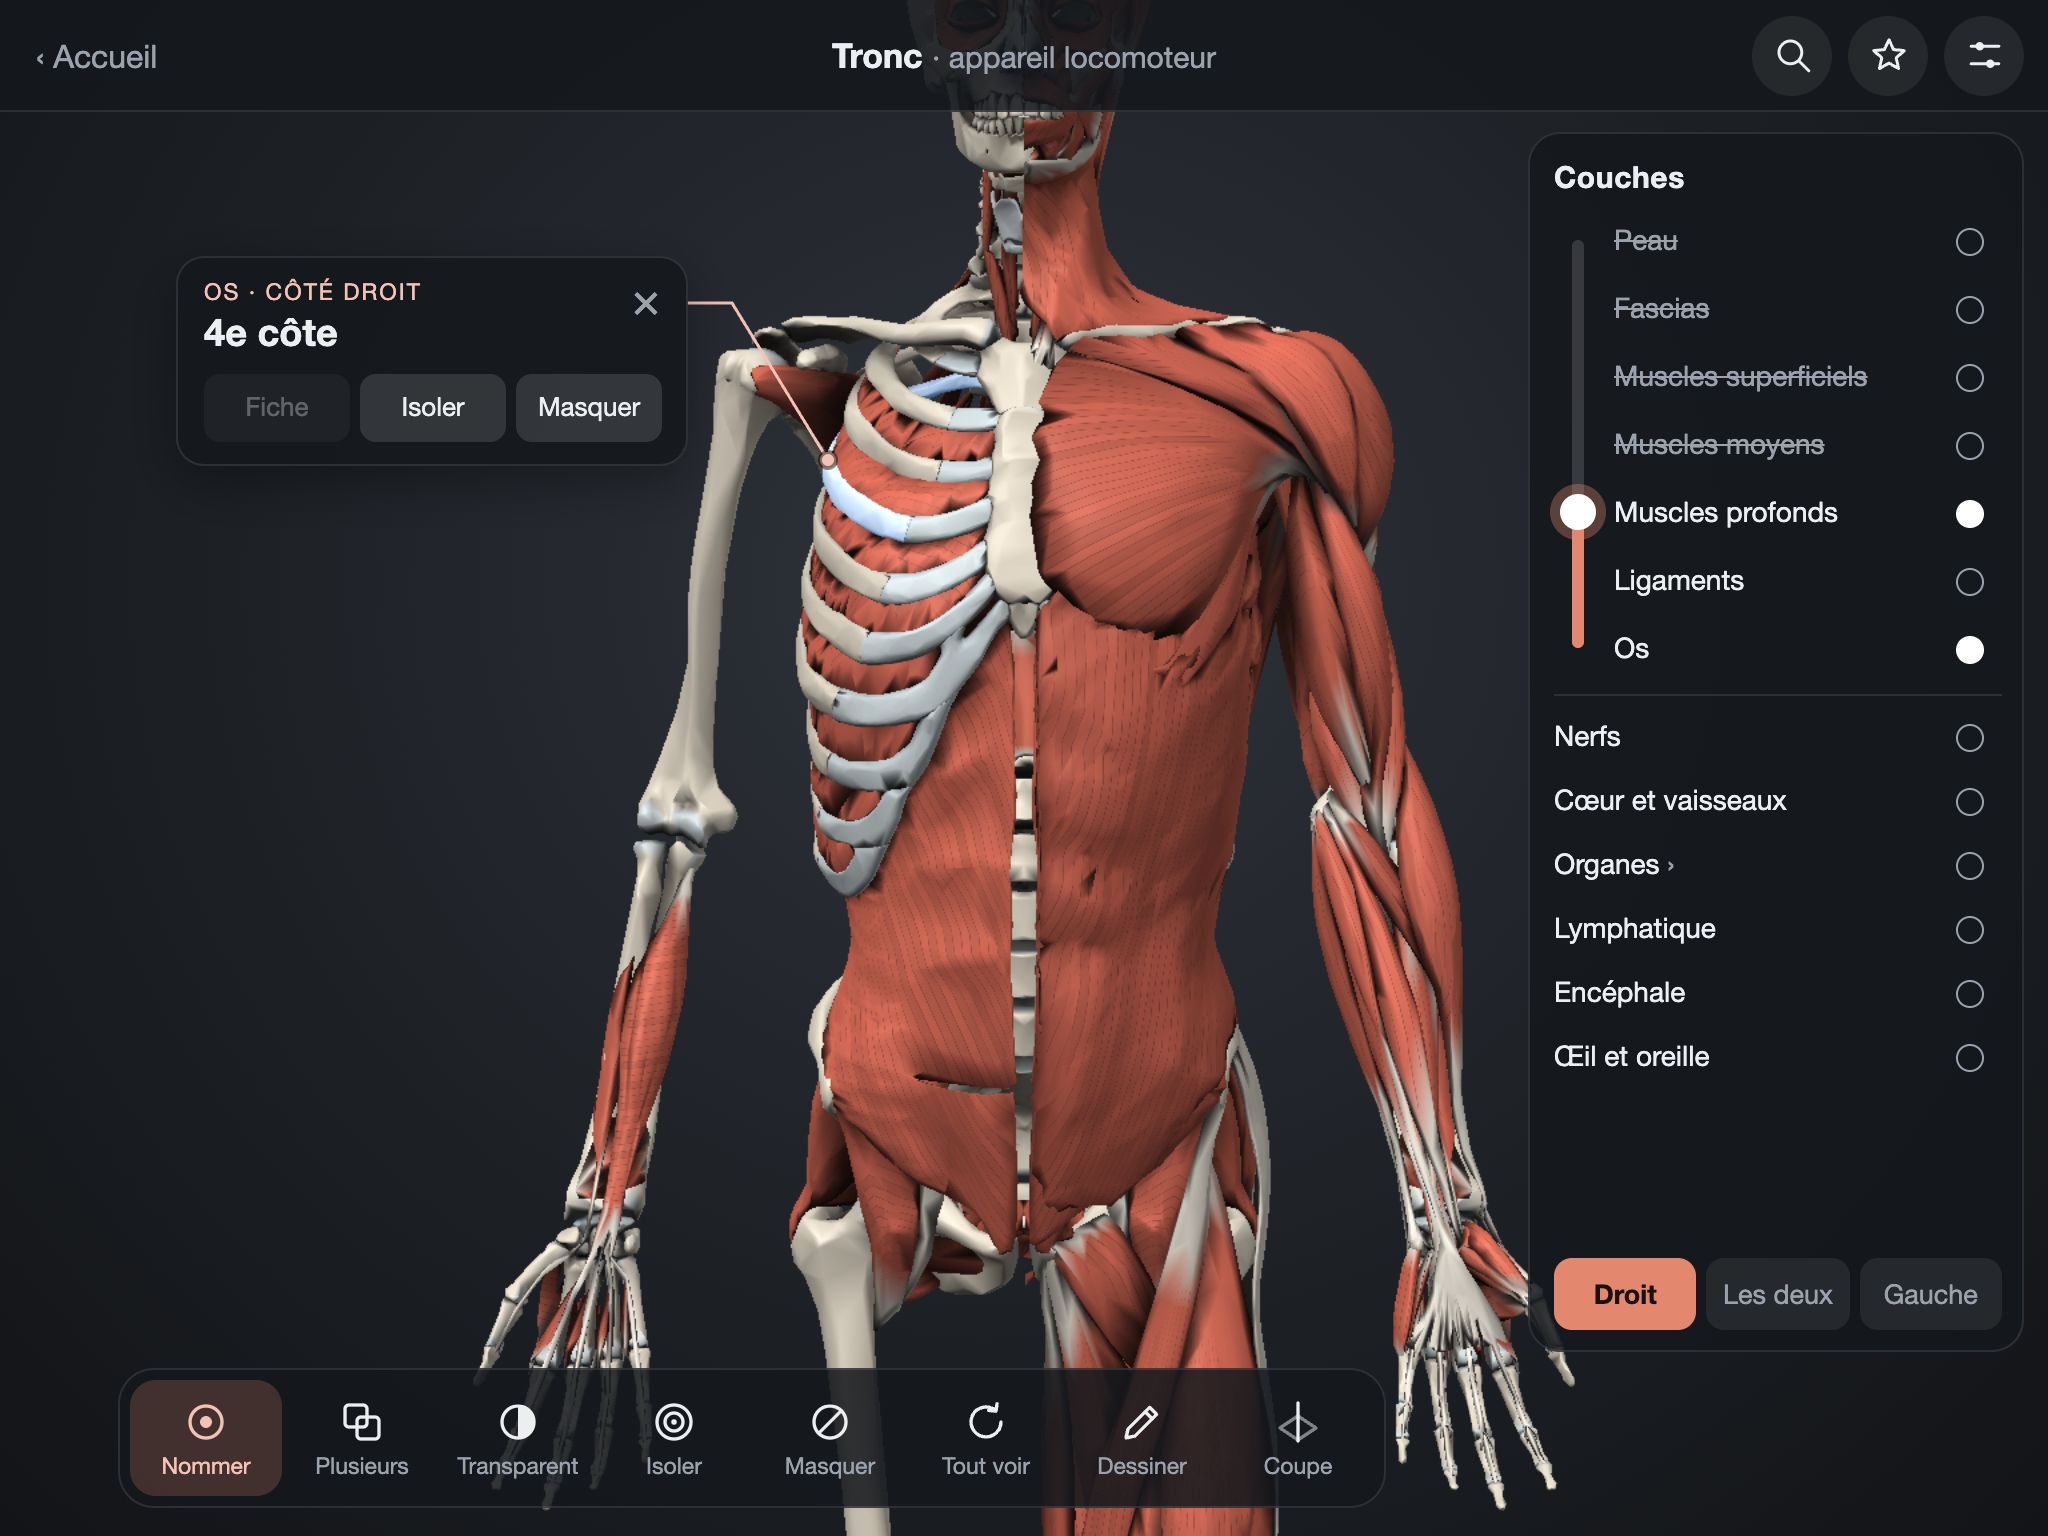 ‹ Accueil
Tronc · appareil locomoteur
OS · CÔTÉ DROIT
4e côte
Fiche
Isoler
Masquer
Couches
Peau
Fascias
Muscles superficiels
Muscles moyens
Muscles profonds
Ligaments
Os
Nerfs
Cœur et vaisseaux
Organes ›
Lymphatique
Encéphale
Œil et oreille
Droit
Les deux
Gauche
Nommer
Plusieurs
Transparent
Isoler
Masquer
Tout voir
Dessiner
Coupe